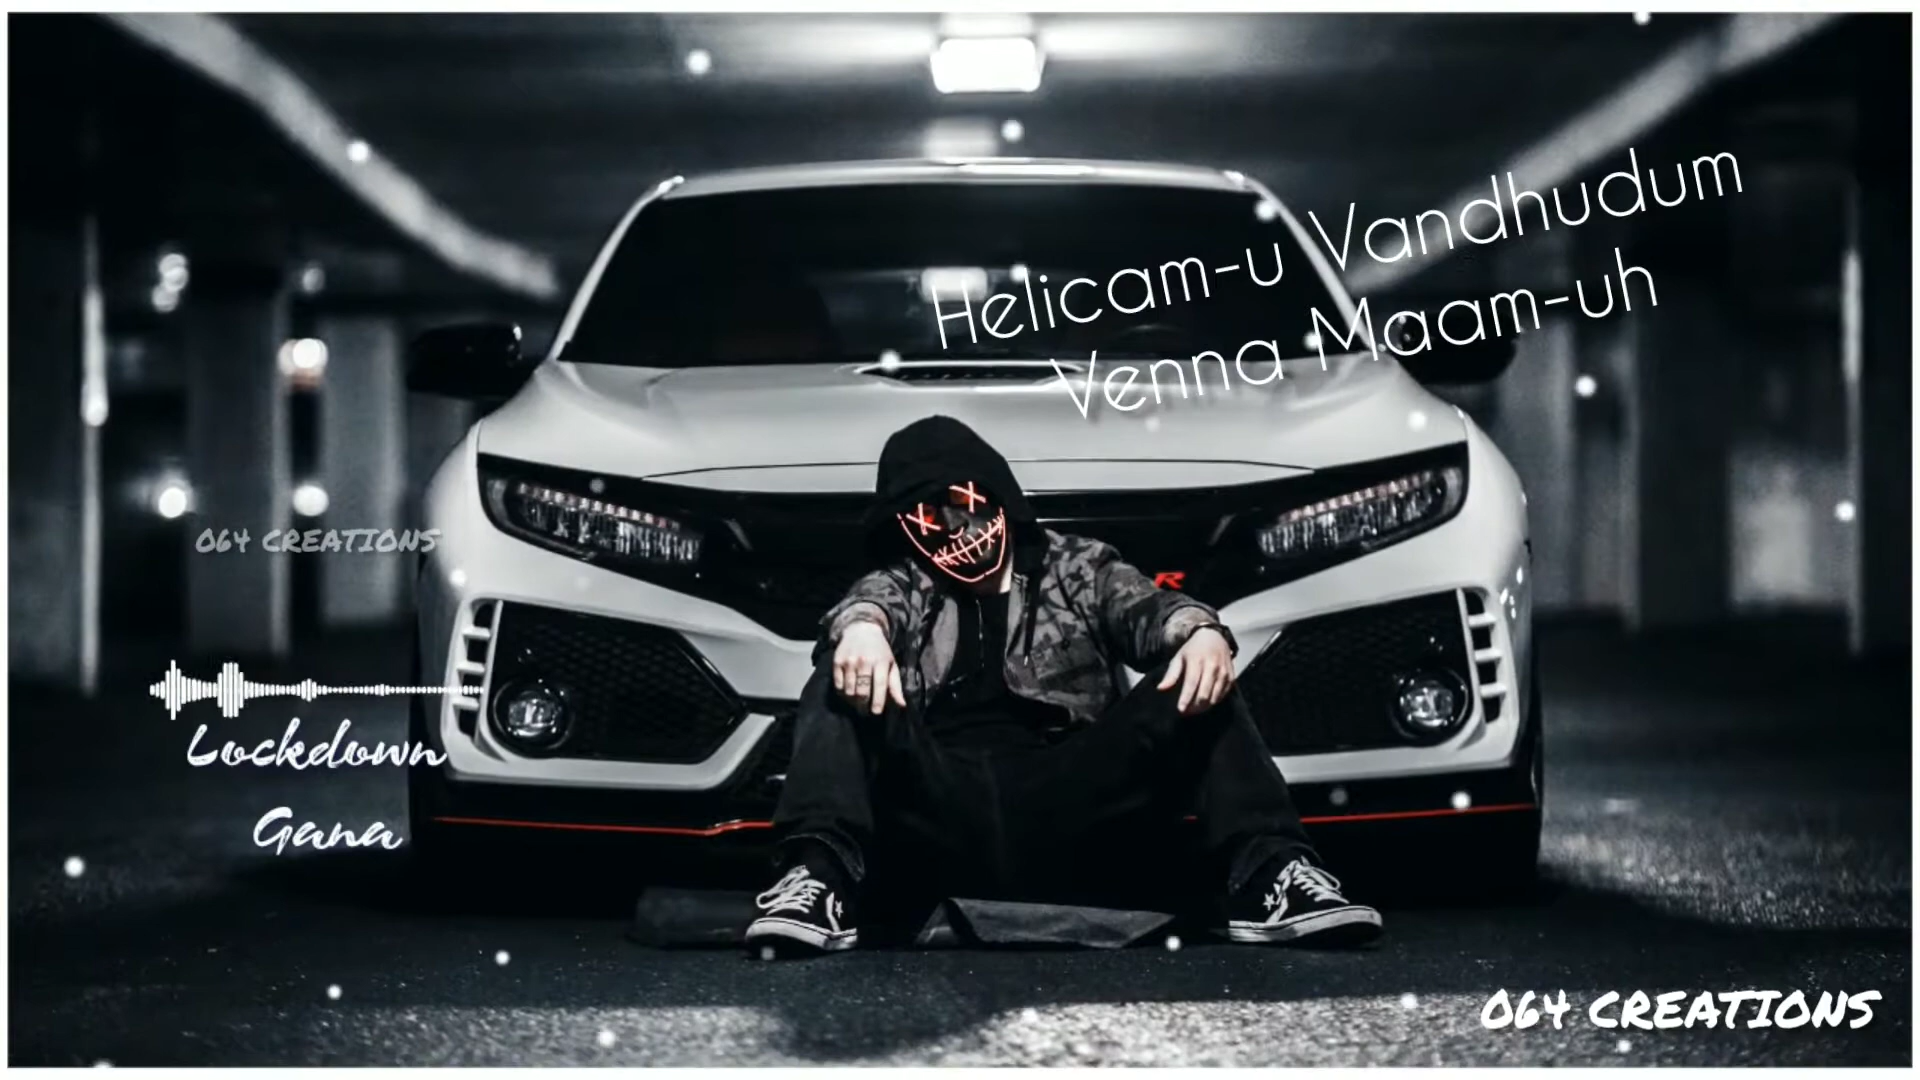 Helicam-u Vandhudum
Venna Maam-uh
064 CREATIONS
R
Lockdown
Gana
064 CREATIONS